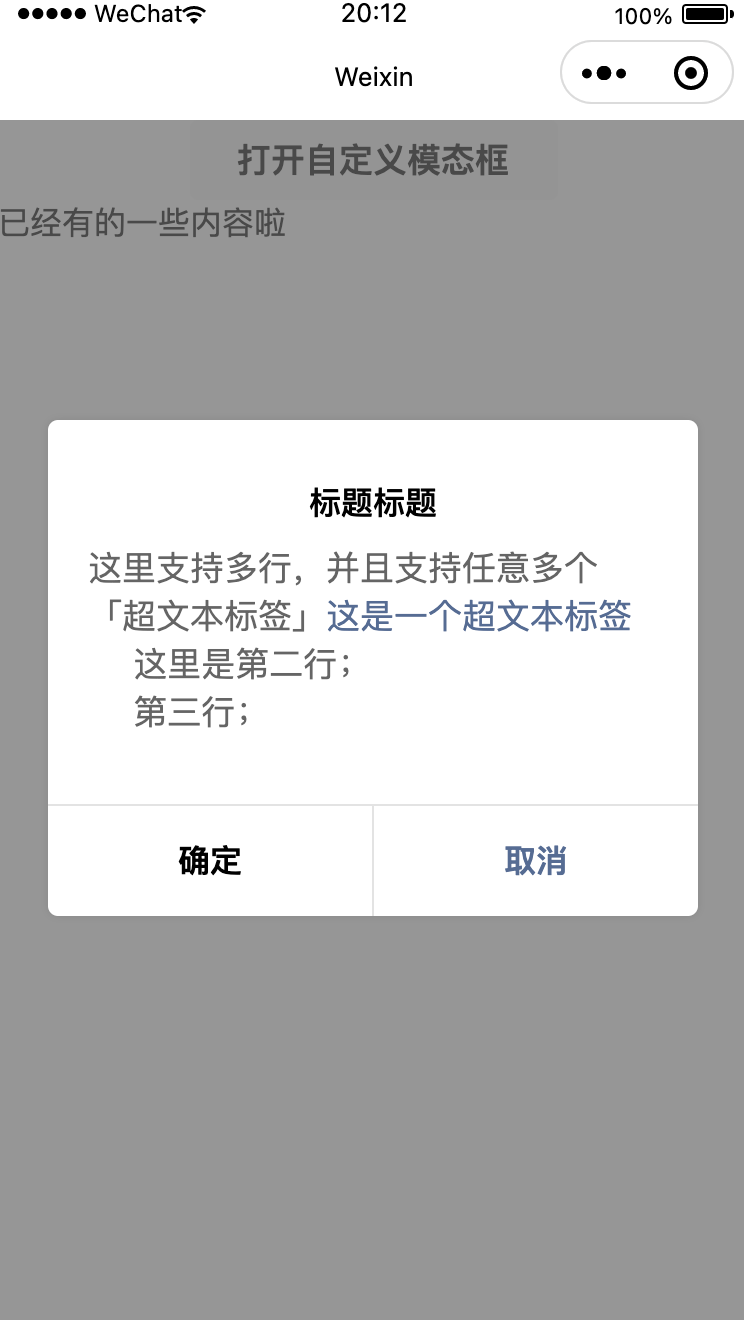 WeChat 20:12 100%
Weixin
打开自定义模态框
已经有的一些内容啦
标题标题
这里支持多行，并且支持任意多个
「超文本标签」这是一个超文本标签
这里是第二行；
第三行；
确定 取消